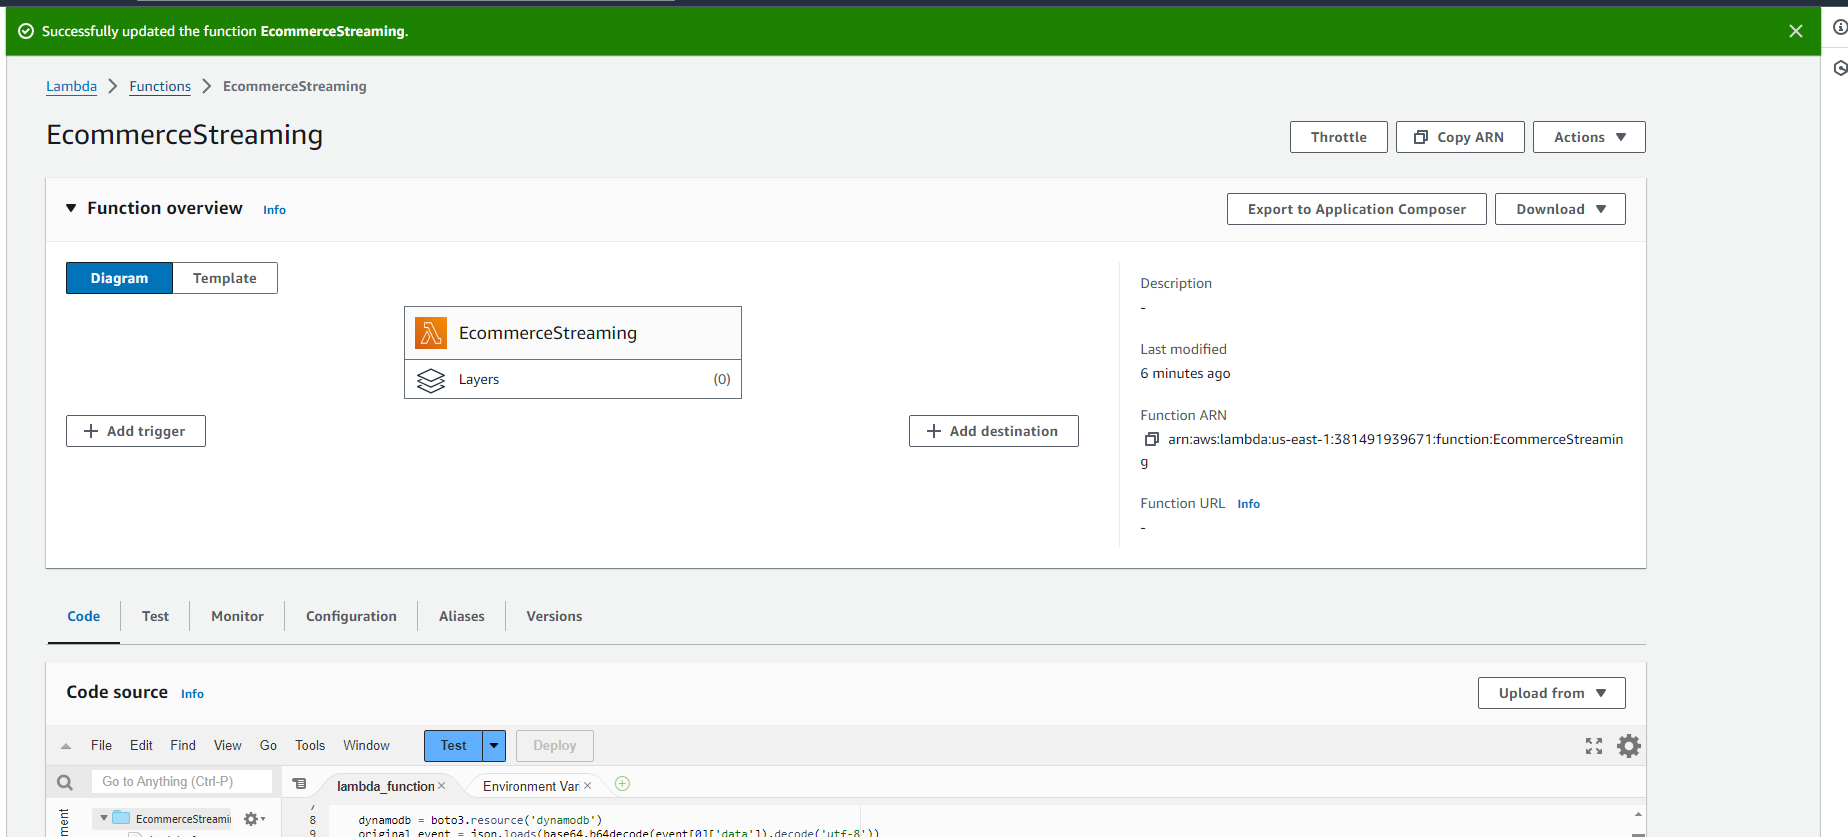 Successfully updated the function EcommerceStreaming.
Lambda Functions EcommerceStreaming
EcommerceStreaming
Throttle Copy ARN Actions
Function overview Info
Export to Application Composer Download
Diagram Template
EcommerceStreaming
Layers (0)
Add trigger
Add destination
Description
-
Last modified
6 minutes ago
Function ARN
arn:aws:lambda:us-east-1:381491939671:function:EcommerceStreamin
g
Function URL Info
-
Code Test Monitor Configuration Aliases Versions
Code source Info
Upload from
File Edit Find View Go Tools Window Test Deploy
Go to Anything (Ctrl-P)
lambda_function Environment Var
EcommerceStreami
8 dynamodb = boto3.resource('dynamodb')
9 original_event = json.loads(base64.b64decode(event[0]['data']).decode('utf-8'))